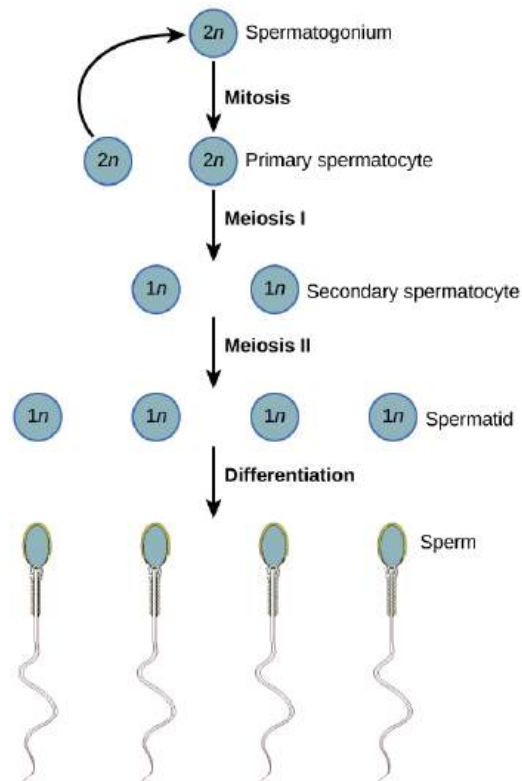 2n Spermatogonium
Mitosis
2n 2n Primary spermatocyte
Meiosis I
1n 1n Secondary spermatocyte
Meiosis II
1n 1n 1n 1n Spermatid
Differentiation
Sperm